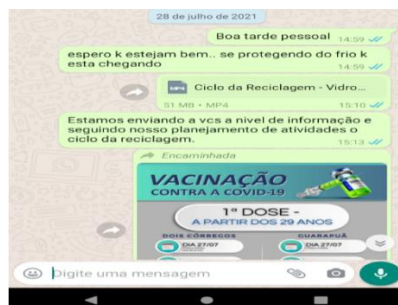 28 de julho de 2021
Boa tarde pessoal 14:59
espero k estejam bem.. se protegendo do frio k
esta chegando 14:59
Ciclo da Reciclagem - Vidro...
51 MB • MP4 15:10
Estamos enviando a vcs a nivel de informação e
seguindo nosso planejamento de atividades o
ciclo da reciclagem. 15:13
Encaminhada
VACINAÇÃO
CONTRA A COVID-19
1ª DOSE -
A PARTIR DOS 29 ANOS
DOIS CÓRREGOS GUARAPUÃ
DIA 27/07 DIA 27/07
Digite uma mensagem